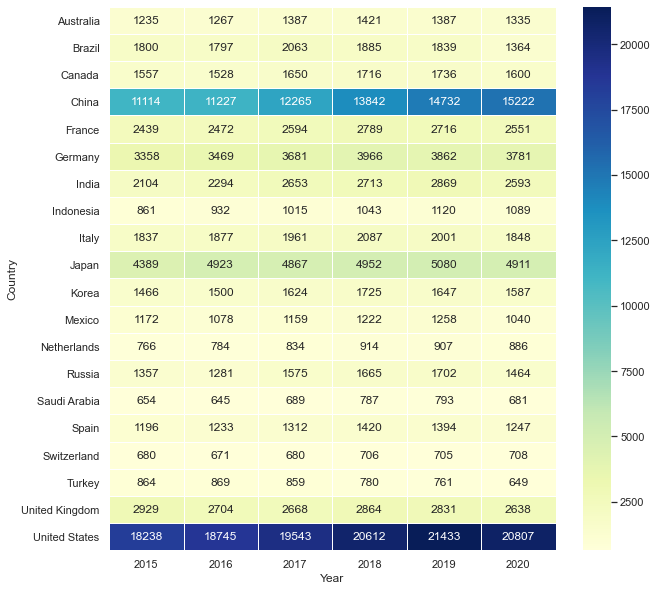 Australia 1235 1267 1387 1421 1387 1335
Brazil 1800 1797 2063 1885 1839 1364
Canada 1557 1528 1650 1716 1736 1600
China 11114 11227 12265 13842 14732 15222
France 2439 2472 2594 2789 2716 2551
Germany 3358 3469 3681 3966 3862 3781
India 2104 2294 2653 2713 2869 2593
Indonesia 861 932 1015 1043 1120 1089
Italy 1837 1877 1961 2087 2001 1848
Japan 4389 4923 4867 4952 5080 4911
Korea 1466 1500 1624 1725 1647 1587
Mexico 1172 1078 1159 1222 1258 1040
Netherlands 766 784 834 914 907 886
Russia 1357 1281 1575 1665 1702 1464
Saudi Arabia 654 645 689 787 793 681
Spain 1196 1233 1312 1420 1394 1247
Switzerland 680 671 680 706 705 708
Turkey 864 869 859 780 761 649
United Kingdom 2929 2704 2668 2864 2831 2638
United States 18238 18745 19543 20612 21433 20807
2015 2016 2017 2018 2019 2020
Year
Country
20000
17500
15000
12500
10000
7500
5000
2500